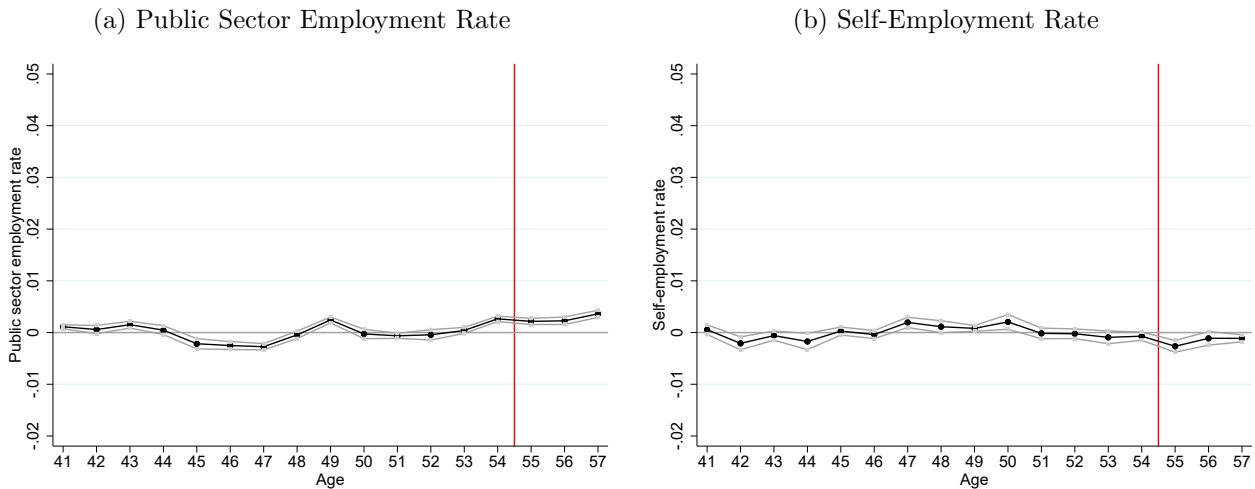 (a) Public Sector Employment Rate
Public sector employment rate
.05
.04
.03
.02
.01
0
-.01
-.02
41 42 43 44 45 46 47 48 49 50 51 52 53 54 55 56 57
Age
(b) Self-Employment Rate
Self-employment rate
.05
.04
.03
.02
.01
0
-.01
-.02
41 42 43 44 45 46 47 48 49 50 51 52 53 54 55 56 57
Age